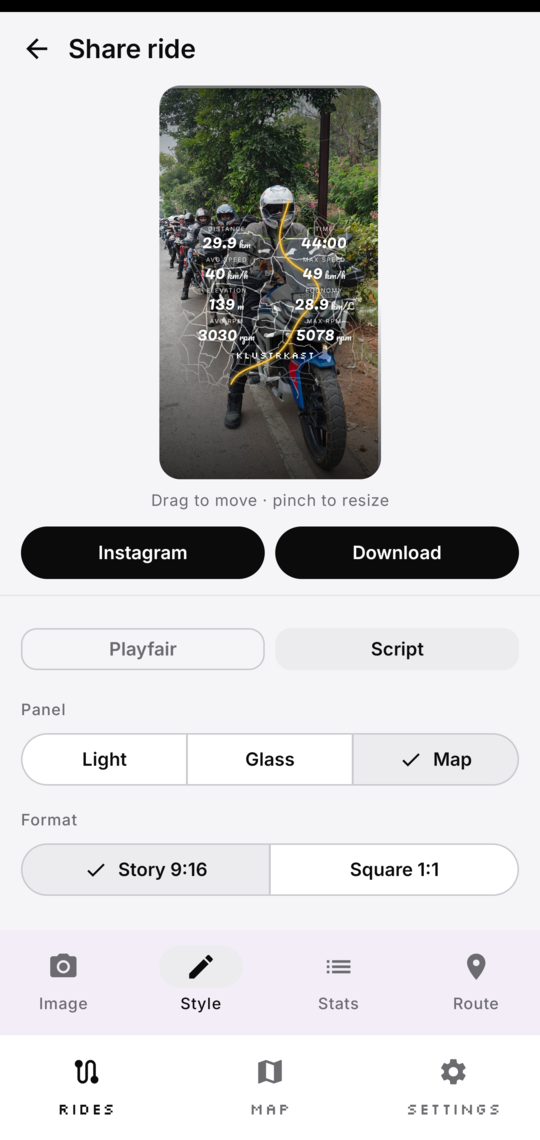 Share ride
DISTANCE TIME
29.9 km 44:00
AVG SPEED MAX SPEED
40 km/h 49 km/h
ELEVATION ECONOMY
139 m 28.9 km/L
AVG RPM MAX RPM
3030 rpm 5078 rpm
KLUSTRKAST
Drag to move · pinch to resize
Instagram Download
Playfair Script
Panel
Light Glass Map
Format
Story 9:16 Square 1:1
Image Style Stats Route
RIDES MAP SETTINGS